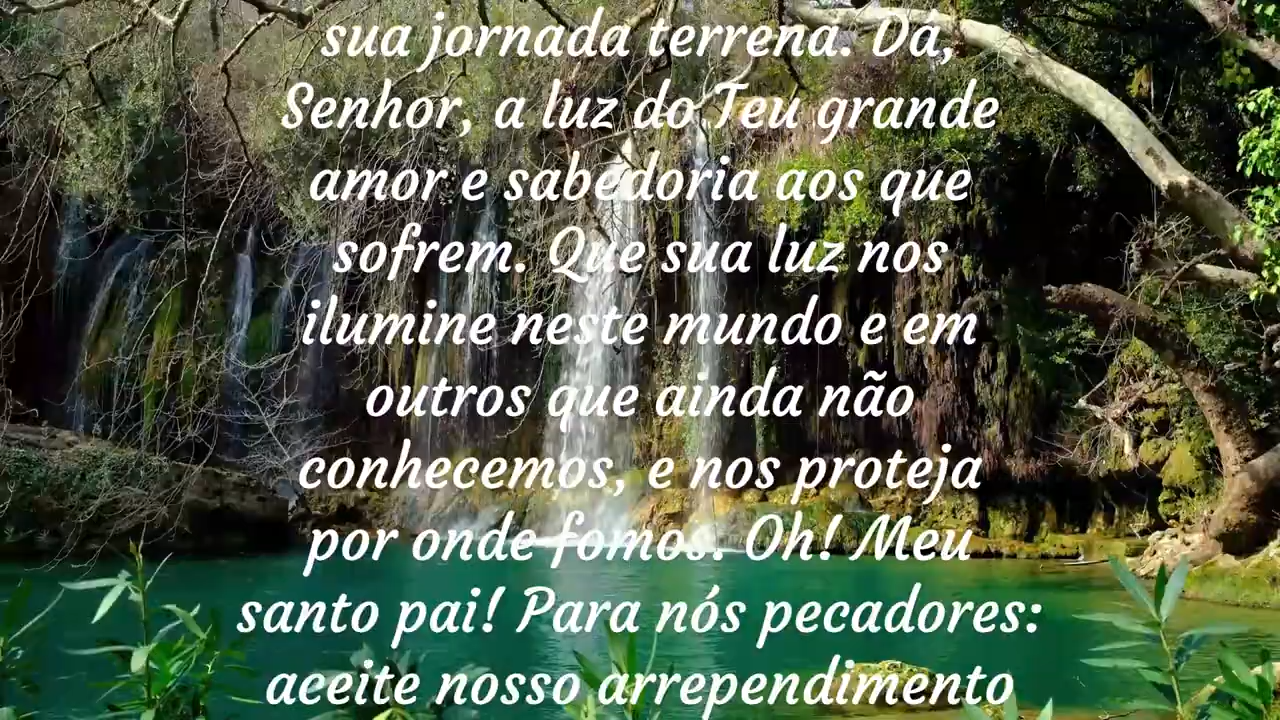 sua jornada terrena. Dá,
Senhor, a luz do Teu grande
amor e sabedoria aos que
sofrem. Que sua luz nos
ilumine neste mundo e em
outros que ainda não
conhecemos, e nos proteja
por onde fomos. Oh! Meu
santo pai! Para nós pecadores:
aceite nosso arrependimento